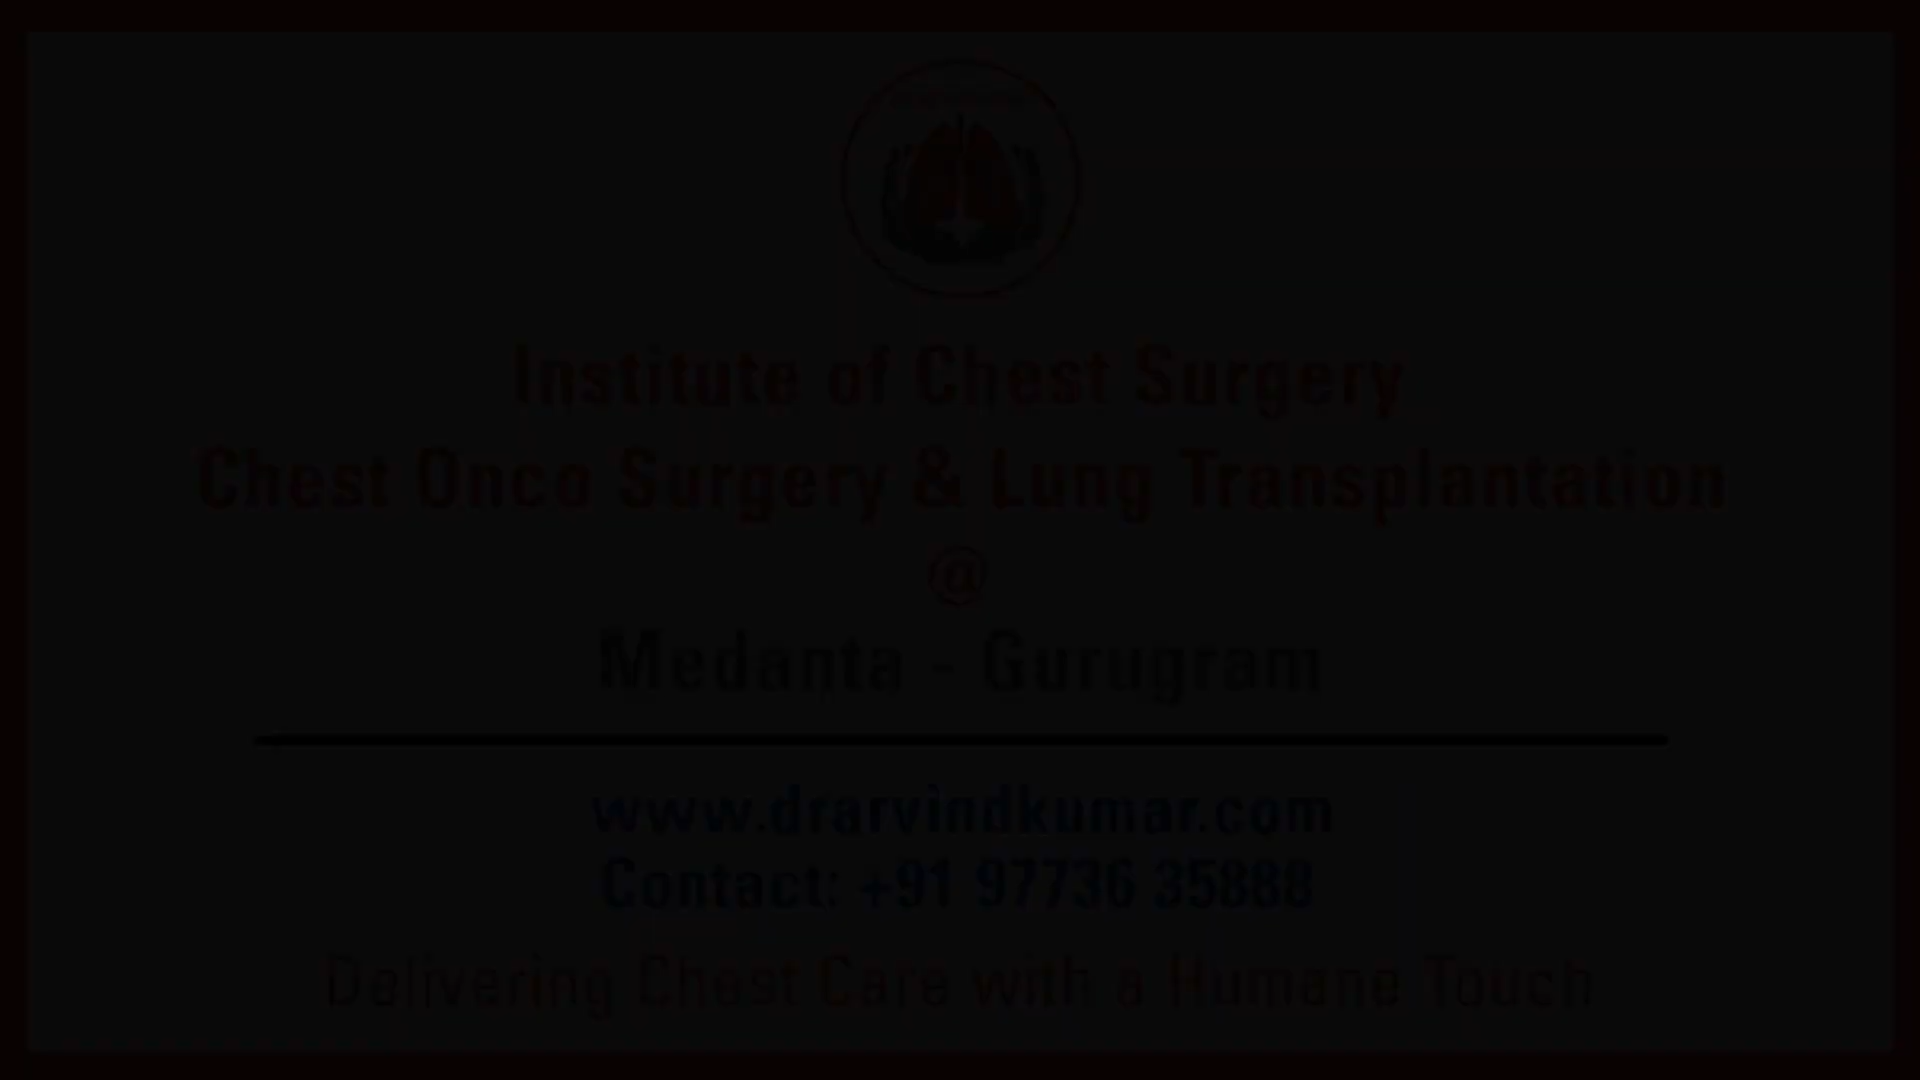 Institute of Chest Surgery
Chest Onco Surgery & Lung Transplantation
@
Medanta - Gurugram
www.drarvindkumar.com
Contact: +91 97736 35888
Delivering Chest Care with a Humane Touch